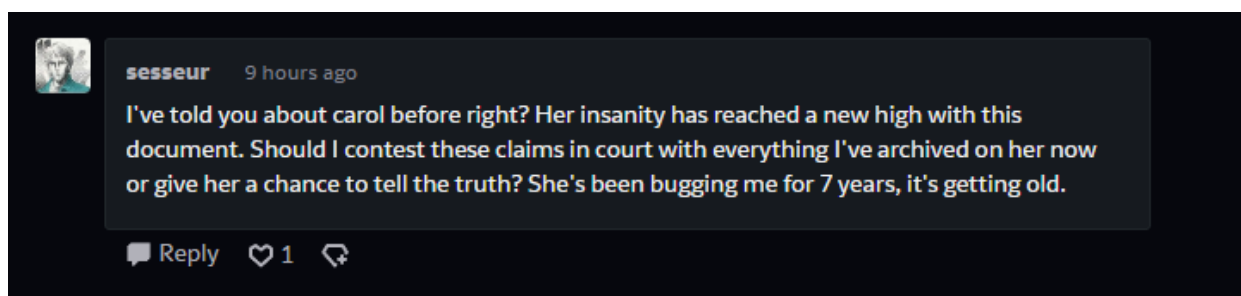 sesseur 9 hours ago
I've told you about carol before right? Her insanity has reached a new high with this
document. Should I contest these claims in court with everything I've archived on her now
or give her a chance to tell the truth? She's been bugging me for 7 years, it's getting old.
Reply 1